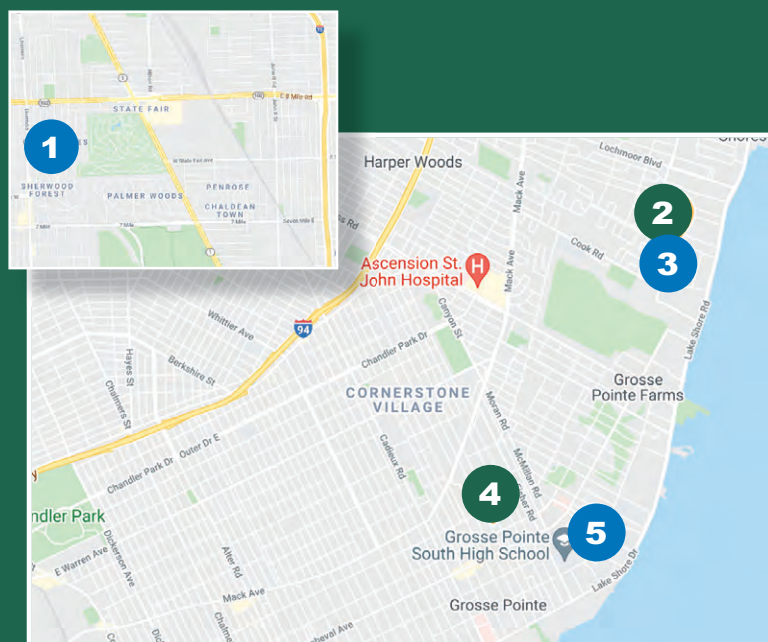 STATE FAIR
E 8 Mile Rd
1
W State Fair Ave
SHERWOOD
FOREST
PALMER WOODS
PENROSE
CHALDEAN
TOWN
7 Mile
Seven Mile E
Harper Woods
Lochmoor Blvd
Mack Ave
2
Cook Rd
3
Ascension St.
John Hospital
H
Mack Ave
Canyon St
Whittier Ave
94
Chandler Park Dr
Lake Shore Rd
Hayes St
Berkshire St
Chalmers St
CORNERSTONE
VILLAGE
Grosse
Pointe Farms
Moran Rd
Outer Dr E
Cadieux Rd
McMillan Rd
Chandler Park Dr
4
ndler Park
5
Grosse Pointe
South High School
E Warren Ave
Dickerson Ave
Alter Rd
Lake Shore Dr
Mack Ave
Grosse Pointe